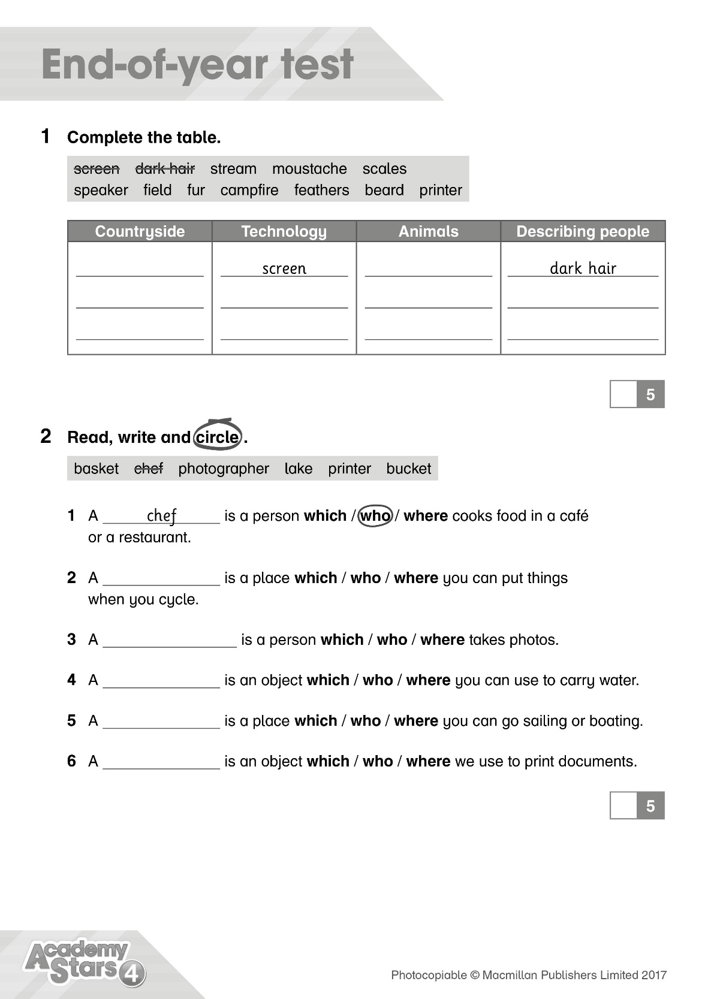 End-of-year test
1 Complete the table.
screen dark hair stream moustache scales
speaker field fur campfire feathers beard printer
Countryside Technology Animals Describing people
screen dark hair
5
2 Read, write and circle.
basket chef photographer lake printer bucket
1 A chef is a person which / who / where cooks food in a café
or a restaurant.
2 A ______ is a place which / who / where you can put things
when you cycle.
3 A ______ is a person which / who / where takes photos.
4 A ______ is an object which / who / where you can use to carry water.
5 A ______ is a place which / who / where you can go sailing or boating.
6 A ______ is an object which / who / where we use to print documents.
5
Academy
Stars 4
Photocopiable © Macmillan Publishers Limited 2017